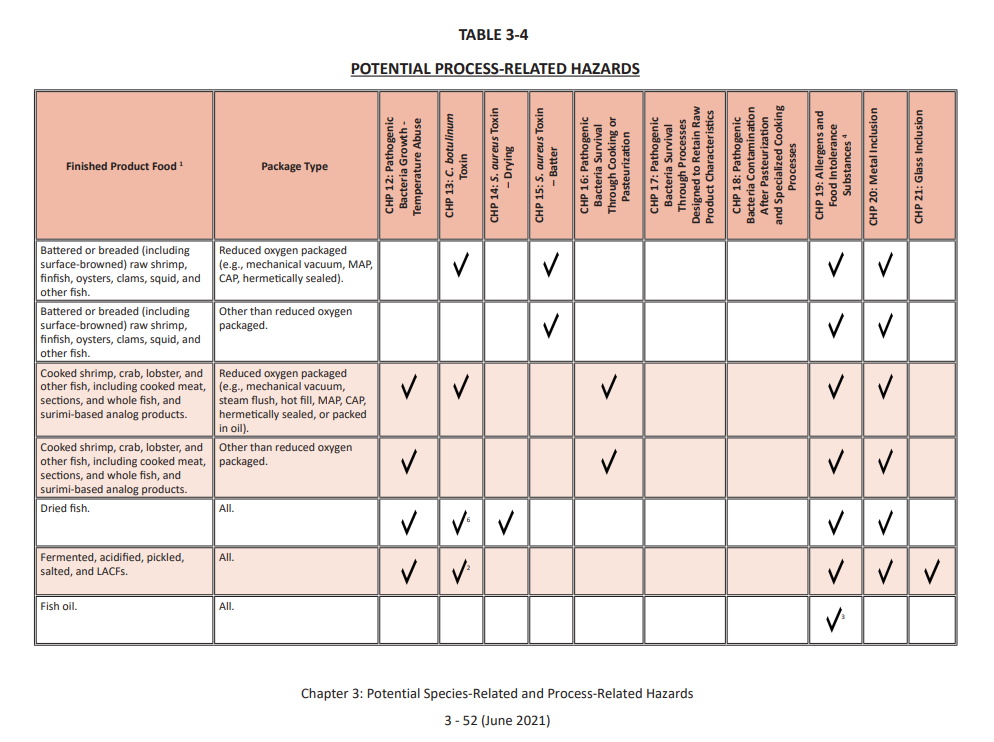 TABLE 3-4
POTENTIAL PROCESS-RELATED HAZARDS
Finished Product Food 1
Package Type
CHP 12: Pathogenic
Bacteria Growth -
Temperature Abuse
CHP 13: C. botulinum
Toxin
CHP 14: S. aureus Toxin
– Drying
CHP 15: S. aureus Toxin
– Batter
CHP 16: Pathogenic
Bacteria Survival
Through Cooking or
Pasteurization
CHP 17: Pathogenic
Bacteria Survival
Through Processes
Designed to Retain Raw
Product Characteristics
CHP 18: Pathogenic
Bacteria Contamination
After Pasteurization
and Specialized Cooking
Processes
CHP 19: Allergens and
Food Intolerance
Substances 4
CHP 20: Metal Inclusion
CHP 21: Glass Inclusion
Battered or breaded (including
surface-browned) raw shrimp,
finfish, oysters, clams, squid, and
other fish.
Reduced oxygen packaged
(e.g., mechanical vacuum, MAP,
CAP, hermetically sealed).
✓ ✓ ✓ ✓
Battered or breaded (including
surface-browned) raw shrimp,
finfish, oysters, clams, squid, and
other fish.
Other than reduced oxygen
packaged.
✓ ✓ ✓
Cooked shrimp, crab, lobster, and
other fish, including cooked meat,
sections, and whole fish, and
surimi-based analog products.
Reduced oxygen packaged
(e.g., mechanical vacuum,
steam flush, hot fill, MAP, CAP,
hermetically sealed, or packed
in oil).
✓ ✓ ✓ ✓ ✓
Cooked shrimp, crab, lobster, and
other fish, including cooked meat,
sections, and whole fish, and
surimi-based analog products.
Other than reduced oxygen
packaged.
✓ ✓ ✓ ✓
Dried fish.
All.
✓ ✓6 ✓ ✓ ✓
Fermented, acidified, pickled,
salted, and LACFs.
All.
✓ ✓2 ✓ ✓ ✓
Fish oil.
All.
✓3
Chapter 3: Potential Species-Related and Process-Related Hazards
3 - 52 (June 2021)